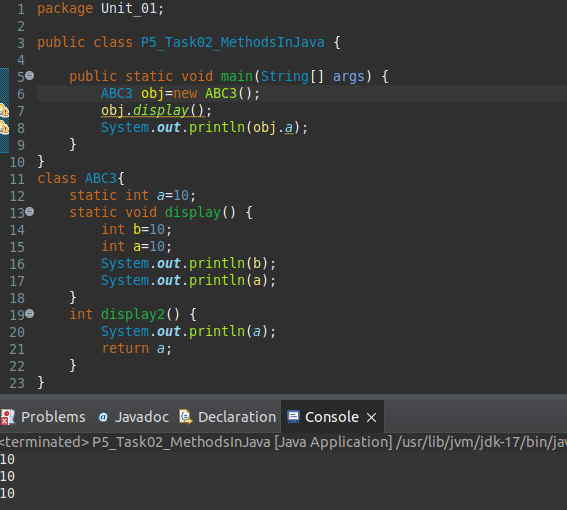 1 package Unit_01;
2
3 public class P5_Task02_MethodsInJava {
4
5 public static void main(String[] args) {
6 ABC3 obj=new ABC3();
7 obj.display();
8 System.out.println(obj.a);
9 }
10 }
11 class ABC3{
12 static int a=10;
13 static void display() {
14 int b=10;
15 int a=10;
16 System.out.println(b);
17 System.out.println(a);
18 }
19 int display2() {
20 System.out.println(a);
21 return a;
22 }
23 }
Problems @ Javadoc Declaration Console
<terminated> P5_Task02_MethodsInJava [Java Application] /usr/lib/jvm/jdk-17/bin/jav
10
10
10